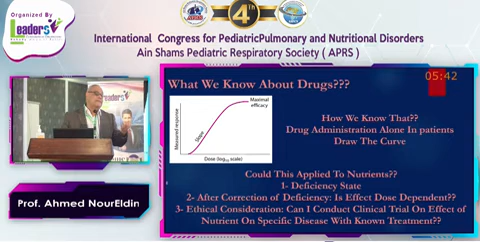 Organized By
Leaders
4TH
International Congress for PediatricPulmonary and Nutritional Disorders
Ain Shams Pediatric Respiratory Society ( APRS )
Leaders
Prof. Ahmed NourEldin
What We Know About Drugs???
05:42
Measured response
Slope
Maximal
efficacy
Dose (log10 scale)
How We Know That??
Drug Administration Alone In patients
Draw The Curve
Could This Applied To Nutrients??
1- Deficiency State
2- After Correction of Deficiency: Is Effect Dose Dependent??
3- Ethical Consideration: Can I Conduct Clinical Trial On Effect of
Nutrient On Specific Disease With Known Treatment??